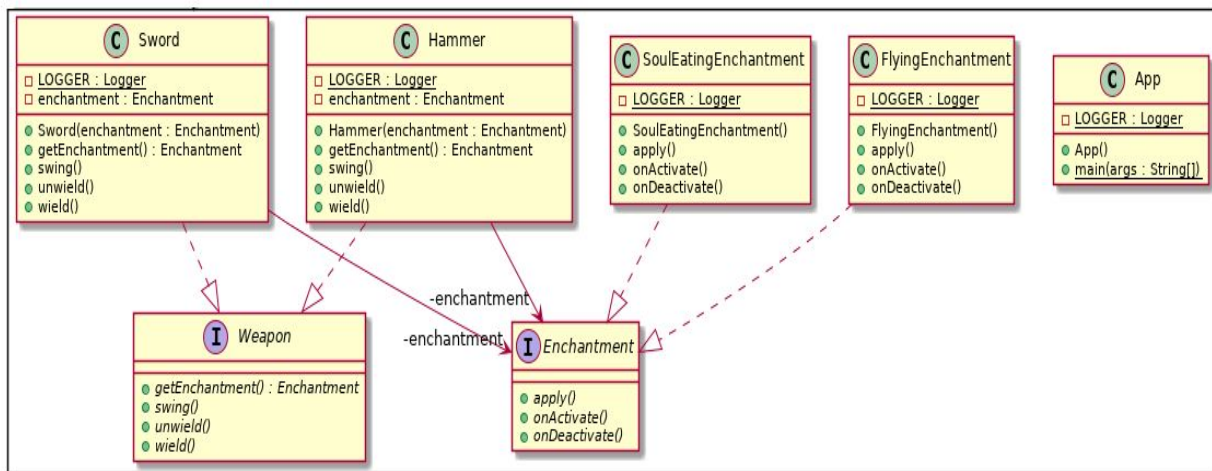 C Sword
LOGGER : Logger
enchantment : Enchantment
Sword(enchantment : Enchantment)
getEnchantment() : Enchantment
swing()
unwield()
wield()
C Hammer
LOGGER : Logger
enchantment : Enchantment
Hammer(enchantment : Enchantment)
getEnchantment() : Enchantment
swing()
unwield()
wield()
C SoulEatingEnchantment
LOGGER : Logger
SoulEatingEnchantment()
apply()
onActivate()
onDeactivate()
C FlyingEnchantment
LOGGER : Logger
FlyingEnchantment()
apply()
onActivate()
onDeactivate()
C App
LOGGER : Logger
App()
main(args : String[])
-enchantment
-enchantment
I Weapon
getEnchantment() : Enchantment
swing()
unwield()
wield()
I Enchantment
apply()
onActivate()
onDeactivate()